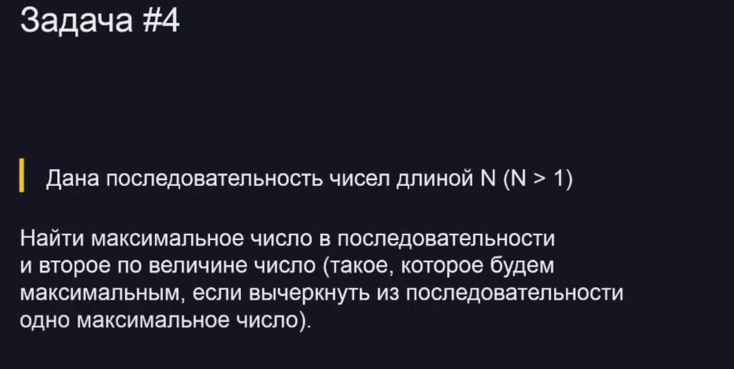 Задача #4
Дана последовательность чисел длиной N (N > 1)
Найти максимальное число в последовательности
и второе по величине число (такое, которое будем
максимальным, если вычеркнуть из последовательности
одно максимальное число).